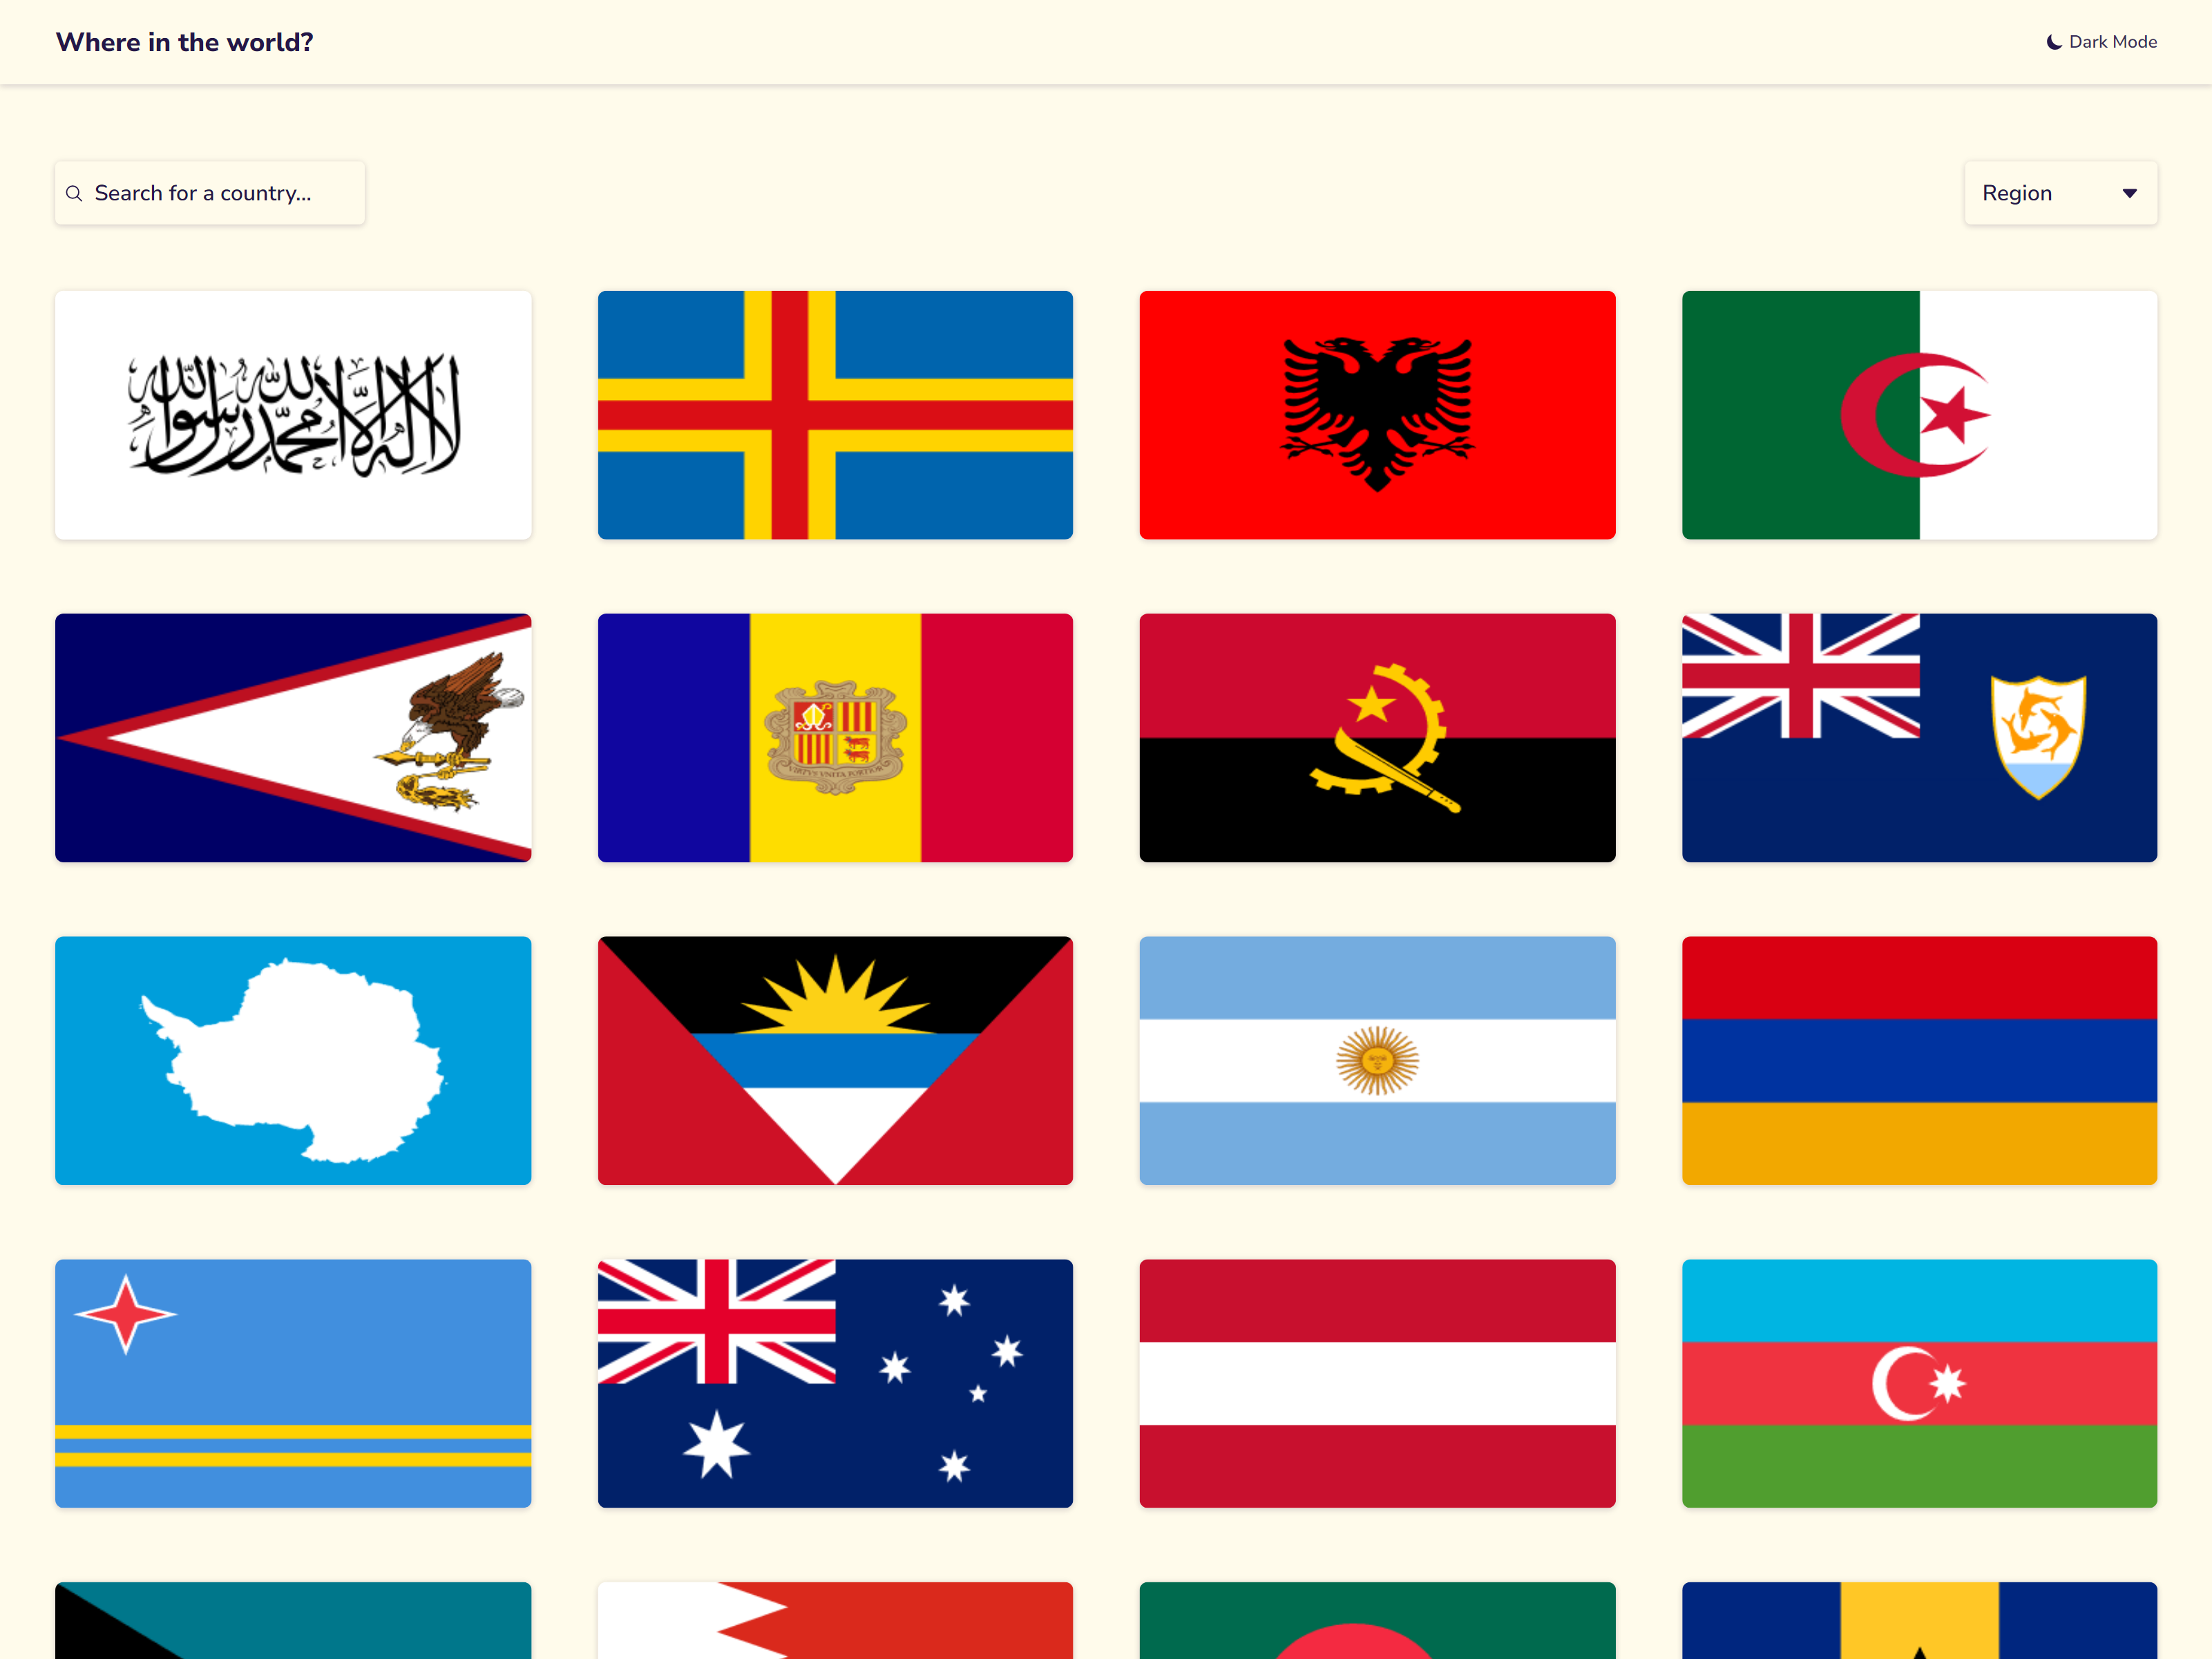 Where in the world?
Dark Mode
Search for a country...
Region
لا إله إلا الله محمد رسول الله
VIRTVS VNITA FORTIOR